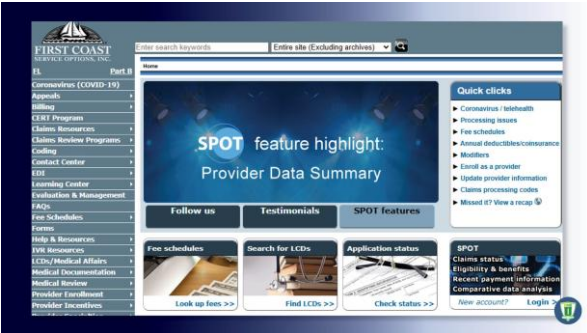 FIRST COAST
SERVICE OPTIONS, INC.
Enter search keywords
Entire site (Excluding archives)
FL Part B
Home
Coronavirus (COVID-19)
Appeals
Billing
CERT Program
Claims Resources
Claims Review Programs
Coding
Contact Center
EDI
Learning Center
Evaluation & Management
FAQs
Fee Schedules
Forms
Help & Resources
IVR Resources
LCDs/Medical Affairs
Medical Documentation
Medical Review
Provider Enrollment
Provider Incentives
SPOT feature highlight:
Provider Data Summary
Follow us
Testimonials
SPOT features
Quick clicks
Coronavirus / telehealth
Processing issues
Fee schedules
Annual deductibles/coinsurance
Modifiers
Enroll as a provider
Update provider information
Claims processing codes
Missed it? View a recap
Fee schedules
Look up fees >>
Search for LCDs
Find LCDs >>
Application status
Check status >>
SPOT
Claims status
Eligibility & benefits
Recent payment information
Comparative data analysis
New account? Login >